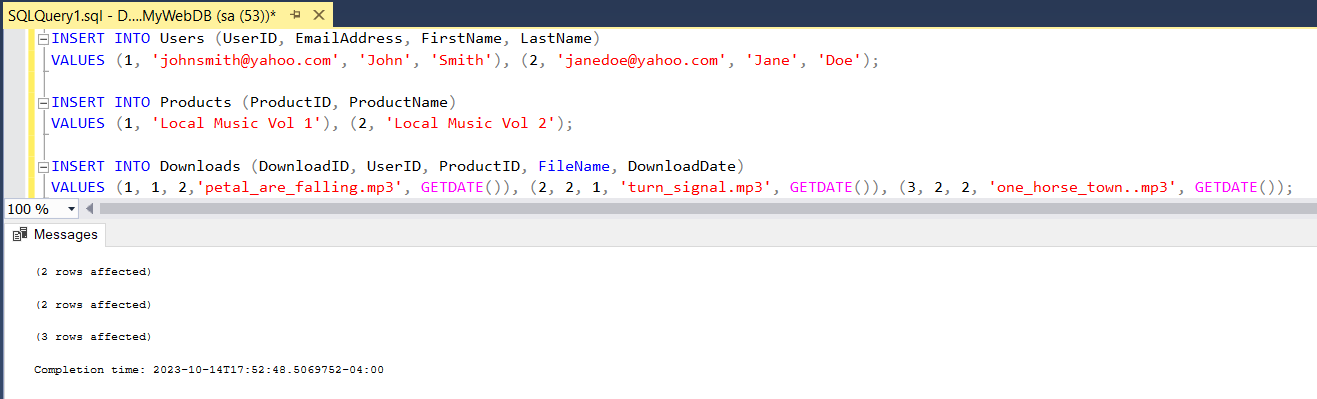 SQLQuery1.sql - D....MyWebDB (sa (53))*
INSERT INTO Users (UserID, EmailAddress, FirstName, LastName)
VALUES (1, 'johnsmith@yahoo.com', 'John', 'Smith'), (2, 'janedoe@yahoo.com', 'Jane', 'Doe');
INSERT INTO Products (ProductID, ProductName)
VALUES (1, 'Local Music Vol 1'), (2, 'Local Music Vol 2');
INSERT INTO Downloads (DownloadID, UserID, ProductID, FileName, DownloadDate)
VALUES (1, 1, 2,'petal_are_falling.mp3', GETDATE()), (2, 2, 1, 'turn_signal.mp3', GETDATE()), (3, 2, 2, 'one_horse_town..mp3', GETDATE());
100 %
Messages
(2 rows affected)
(2 rows affected)
(3 rows affected)
Completion time: 2023-10-14T17:52:48.5069752-04:00